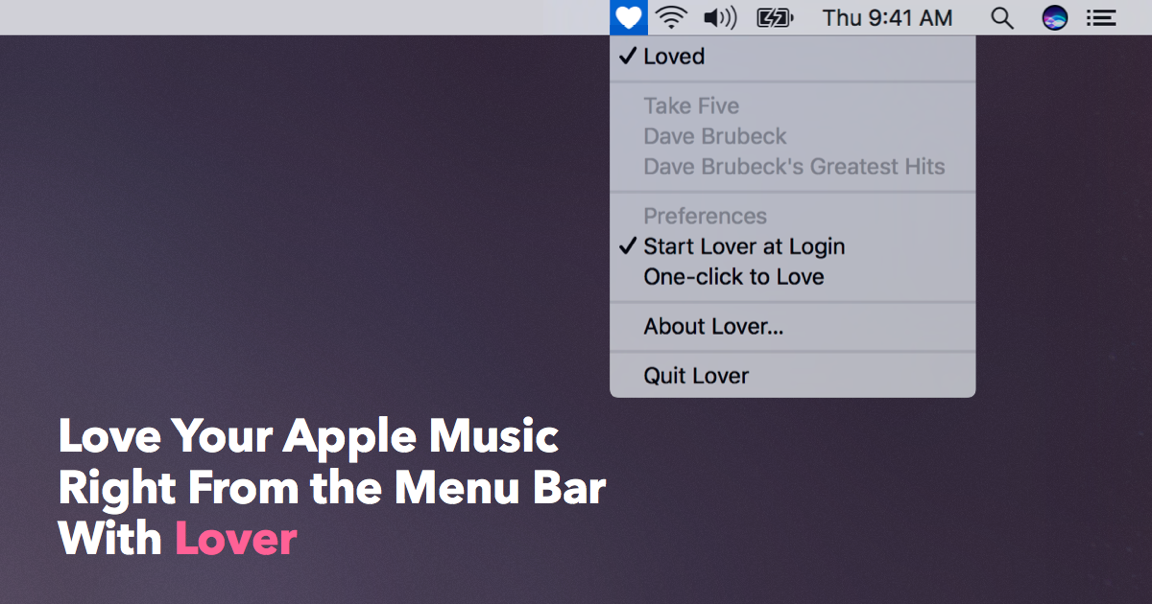 Thu 9:41 AM
Loved
Take Five
Dave Brubeck
Dave Brubeck's Greatest Hits
Preferences
Start Lover at Login
One-click to Love
About Lover...
Quit Lover
Love Your Apple Music
Right From the Menu Bar
With Lover